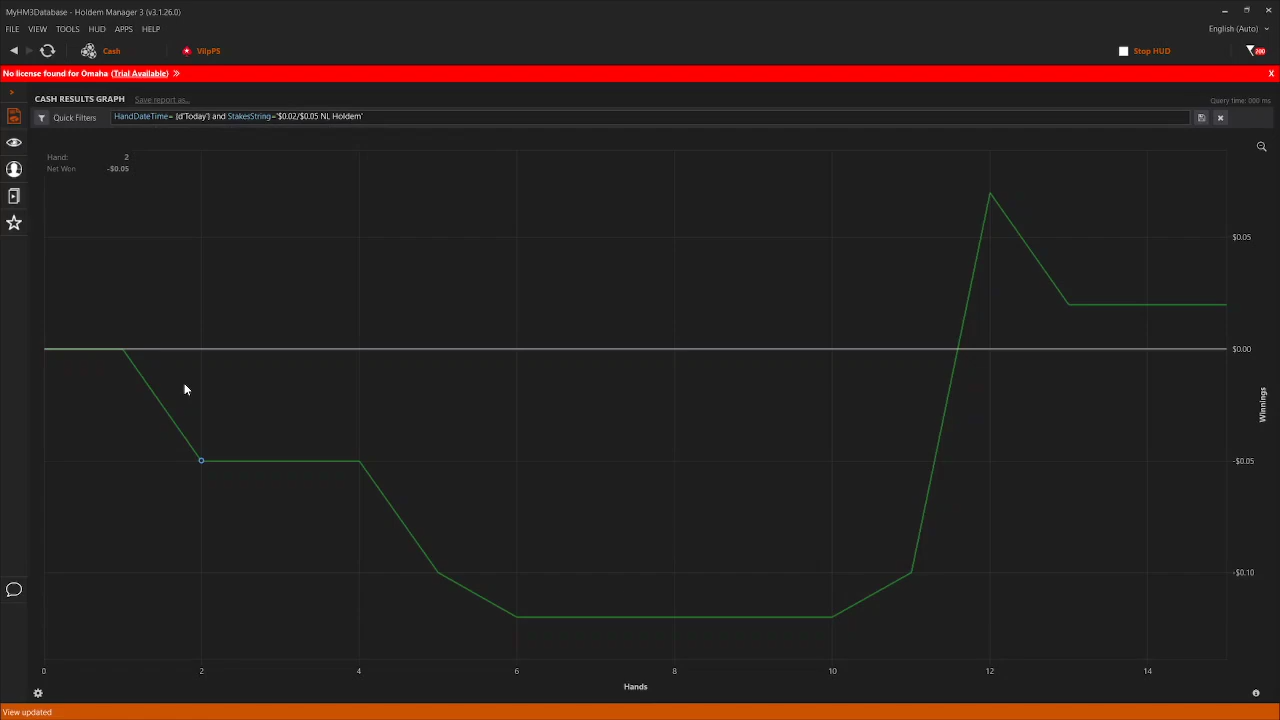 MyHM3Database - Holdem Manager 3 (v3.1.26.0)
FILE VIEW TOOLS HUD APPS HELP
English (Auto)
Cash
VilpPS
Stop HUD
200
No license found for Omaha (Trial Available) >> X
CASH RESULTS GRAPH Save report as...
Query time: 000 ms
Quick Filters
HandDateTime= {d'Today'} and StakesString='$0.02/$0.05 NL Holdem'
Hand: 2
Net Won -$0.05
$0.05
$0.00
-$0.05
-$0.10
Winnings
0 2 4 6 8 10 12 14
Hands
View updated